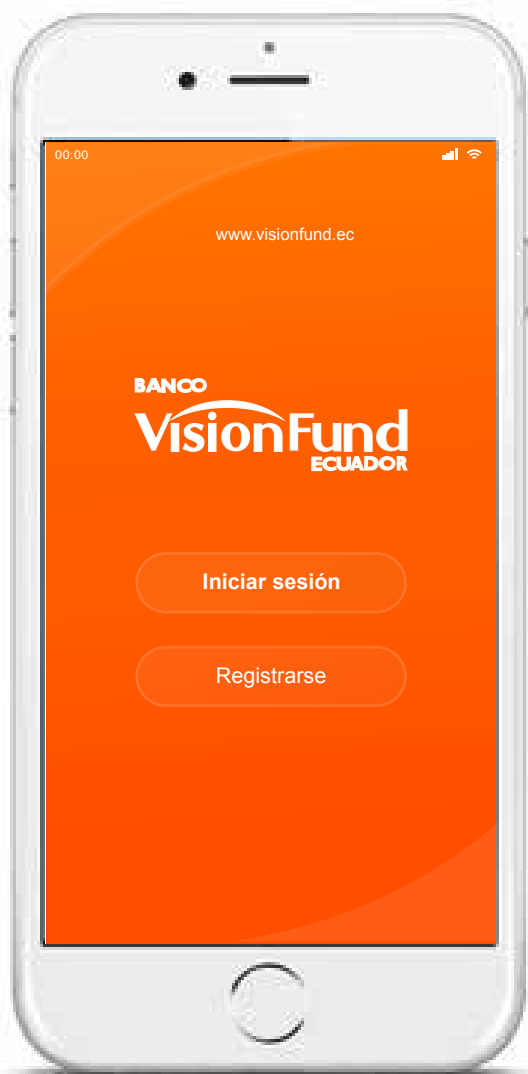 00:00
www.visionfund.ec
BANCO
VisionFund
ECUADOR
Iniciar sesión
Registrarse